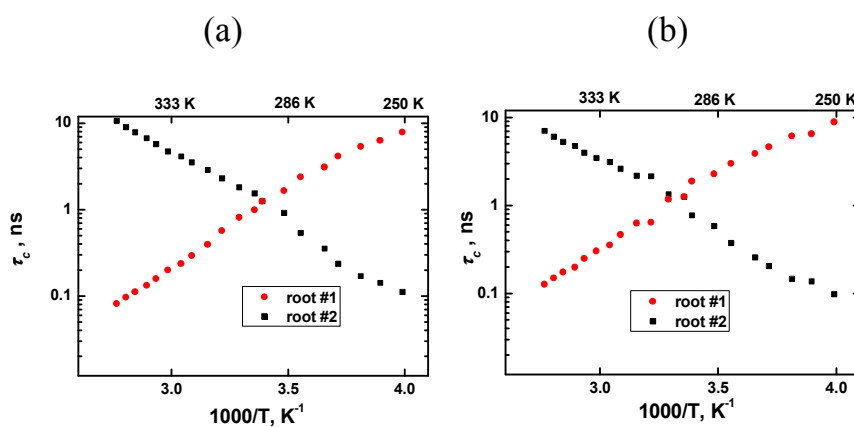 (a)
333 K 286 K 250 K
10
1
0.1
τc , ns
root #1
root #2
3.0 3.5 4.0
1000/T, K-1
(b)
333 K 286 K 250 K
10
1
0.1
τc , ns
root #1
root #2
3.0 3.5 4.0
1000/T, K-1